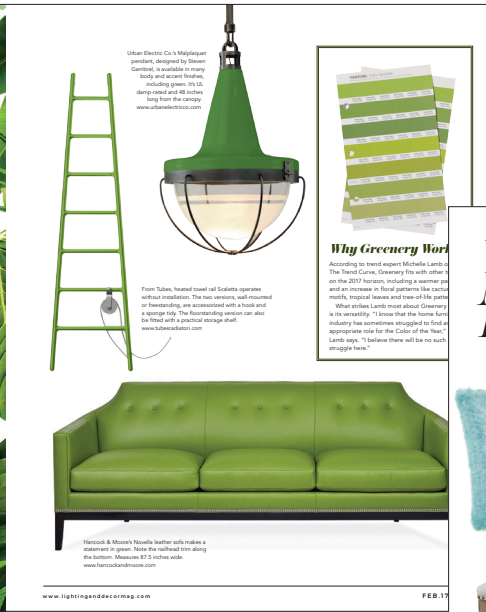 Urban Electric Co.'s Malplaquet
pendant, designed by Steven
Gambrel, is available in many
body and accent finishes,
including green. It's UL
damp-rated and 48 inches
long from the canopy.
www.urbanelectricco.com
Why Greenery Worl
According to trend expert Michelle Lamb o
The Trend Curve, Greenery fits with other t
on the 2017 horizon, including a warmer pa
and an increase in floral patterns like cactu
motifs, tropical leaves and tree-of-life patte
What strikes Lamb most about Greenery
is its versatility. "I know that the home furni
industry has sometimes struggled to find a
appropriate role for the Color of the Year,"
Lamb says. "I believe there will be no such
struggle here."
From Tubes, heated towel rail Scaletta operates
without installation. The two versions, wall-mounted
or freestanding, are accessorized with a hook and
a sponge tidy. The floorstanding version can also
be fitted with a practical storage shelf.
www.tubesradiatori.com
Hancock & Moore's Novella leather sofa makes a
statement in green. Note the nailhead trim along
the bottom. Measures 87.5 inches wide.
www.hancockandmoore.com
www.lightinganddecormag.com
FEB.17